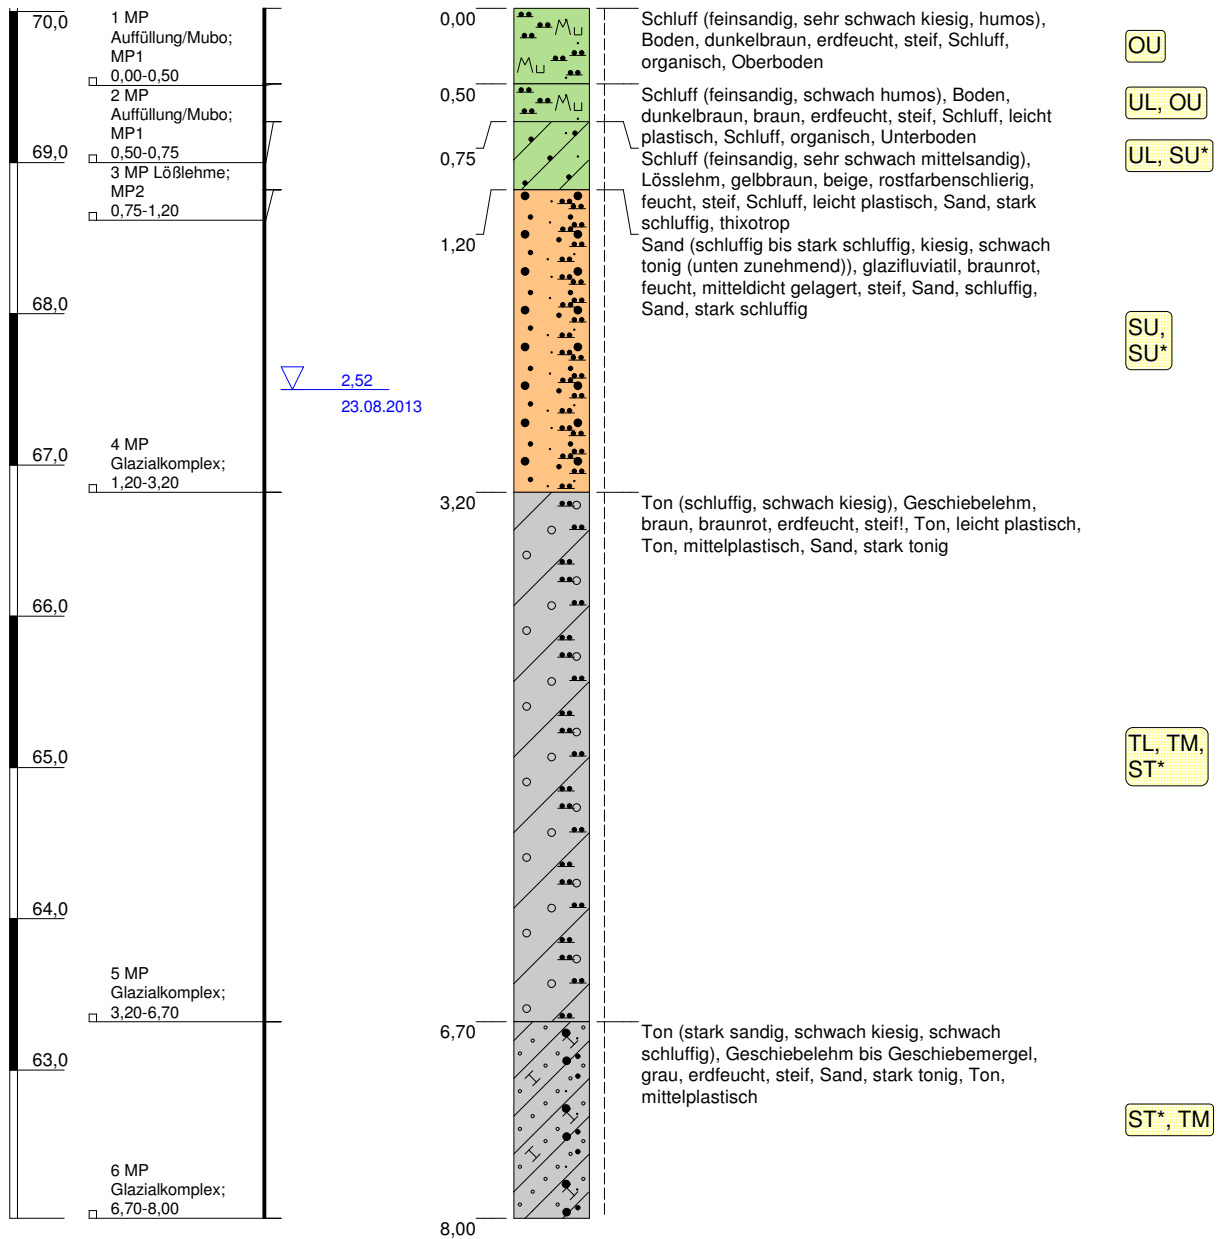 70,0
69,0
68,0
67,0
66,0
65,0
64,0
63,0
1 MP
Auffüllung/Mubo;
MP1
0,00-0,50
2 MP
Auffüllung/Mubo;
MP1
0,50-0,75
3 MP Lößlehme;
MP2
0,75-1,20
4 MP
Glazialkomplex;
1,20-3,20
5 MP
Glazialkomplex;
3,20-6,70
6 MP
Glazialkomplex;
6,70-8,00
2,52
23.08.2013
0,00
Schluff (feinsandig, sehr schwach kiesig, humos),
Boden, dunkelbraun, erdfeucht, steif, Schluff,
organisch, Oberboden
OU
0,50
Schluff (feinsandig, schwach humos), Boden,
dunkelbraun, braun, erdfeucht, steif, Schluff, leicht
plastisch, Schluff, organisch, Unterboden
UL, OU
0,75
Schluff (feinsandig, sehr schwach mittelsandig),
Lösslehm, gelbbraun, beige, rostfarbenschlierig,
feucht, steif, Schluff, leicht plastisch, Sand, stark
schluffig, thixotrop
UL, SU*
1,20
Sand (schluffig bis stark schluffig, kiesig, schwach
tonig (unten zunehmend)), glazifluviatil, braunrot,
feucht, mitteldicht gelagert, steif, Sand, schluffig,
Sand, stark schluffig
SU,
SU*
3,20
Ton (schluffig, schwach kiesig), Geschiebelehm,
braun, braunrot, erdfeucht, steif!, Ton, leicht plastisch,
Ton, mittelplastisch, Sand, stark tonig
TL, TM,
ST*
6,70
Ton (stark sandig, schwach kiesig, schwach
schluffig), Geschiebelehm bis Geschiebemergel,
grau, erdfeucht, steif, Sand, stark tonig, Ton,
mittelplastisch
ST*, TM
8,00